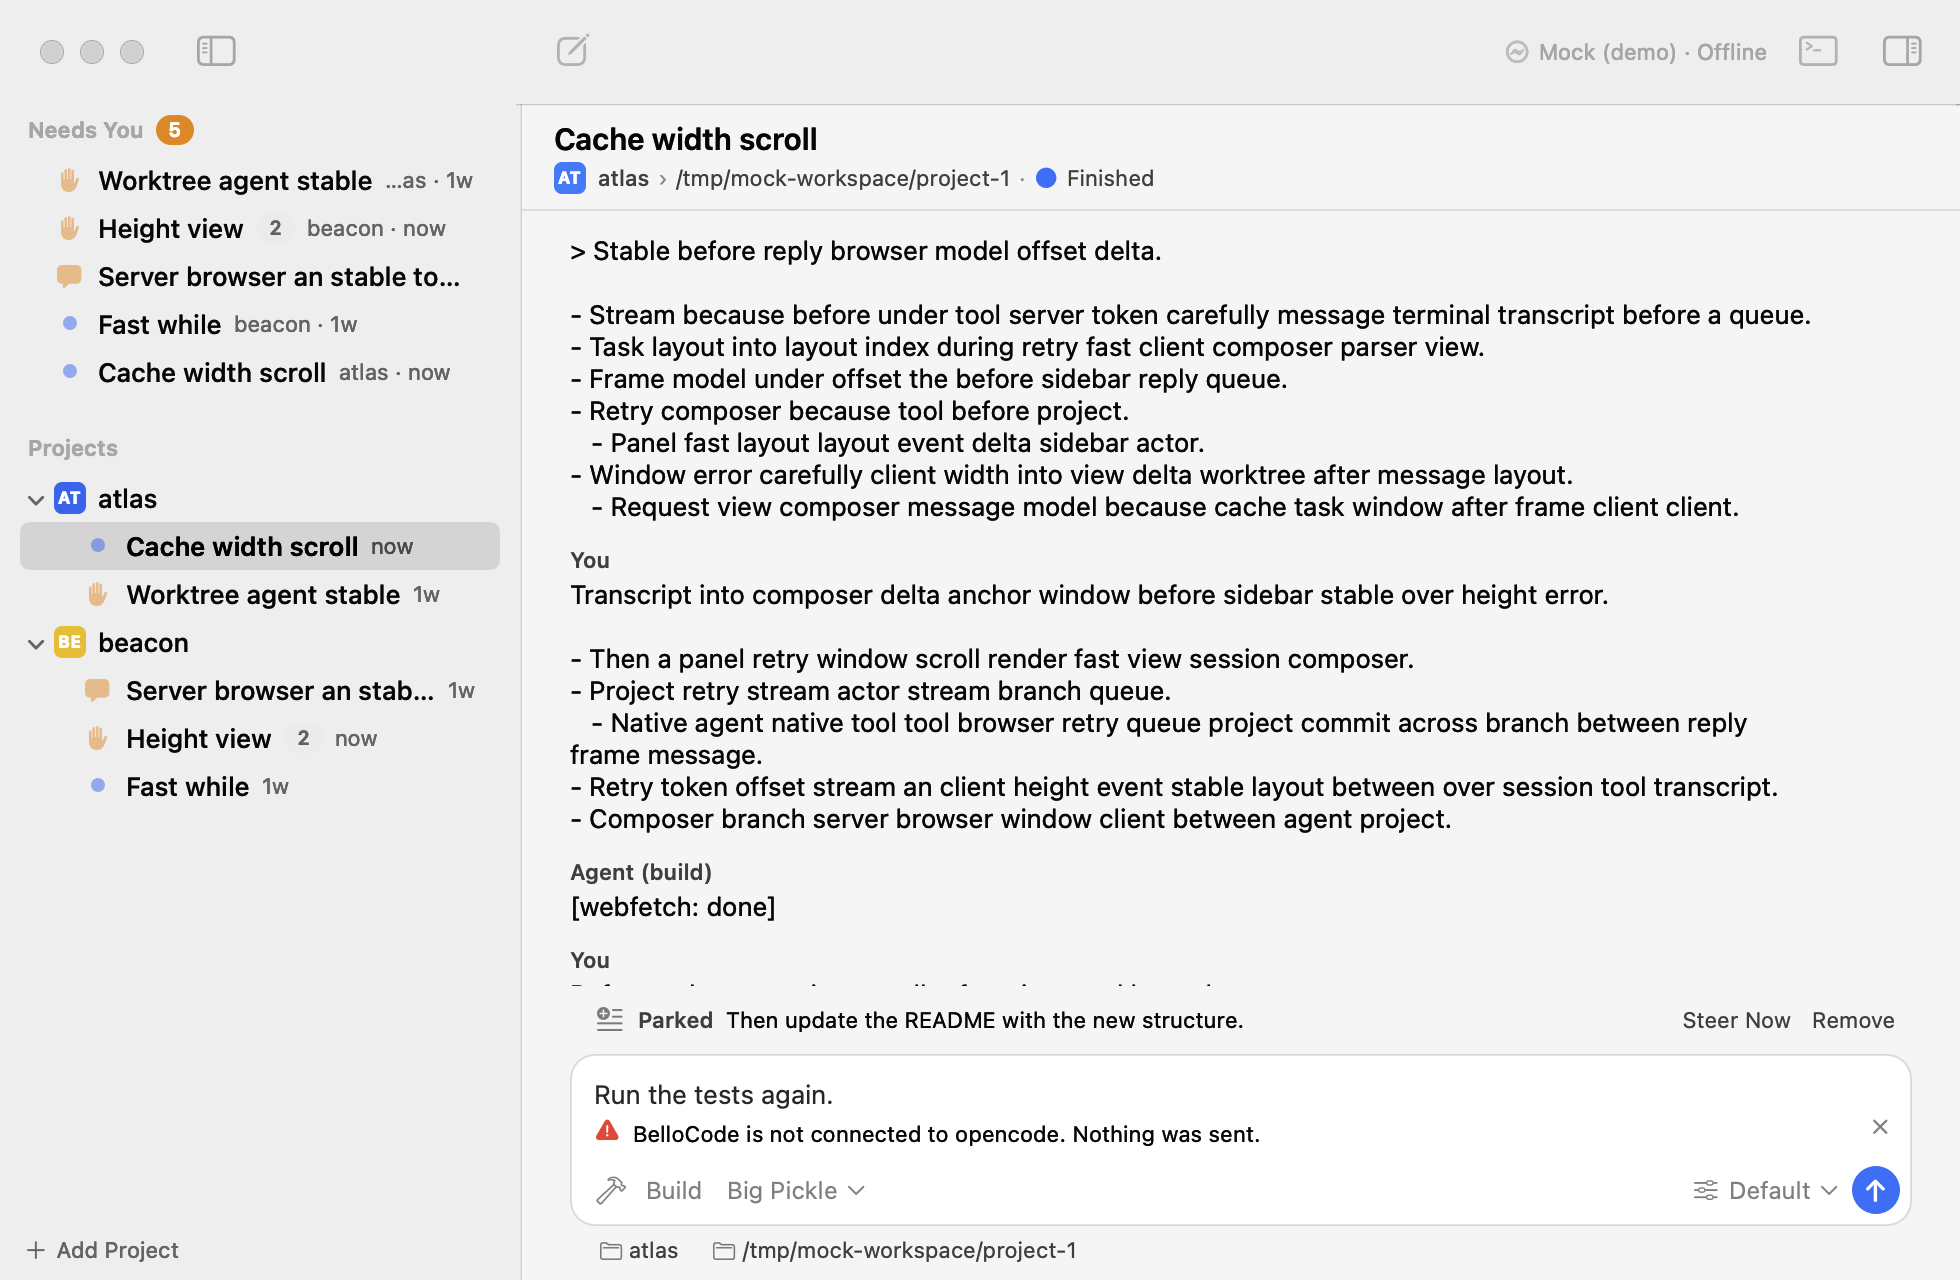 Mock (demo) · Offline
Needs You 5
Worktree agent stable ...as · 1w
Height view 2 beacon · now
Server browser an stable to...
Fast while beacon · 1w
Cache width scroll atlas · now
Projects
AT atlas
Cache width scroll now
Worktree agent stable 1w
BE beacon
Server browser an stab... 1w
Height view 2 now
Fast while 1w
+ Add Project
Cache width scroll
AT atlas › /tmp/mock-workspace/project-1 · Finished
> Stable before reply browser model offset delta.
- Stream because before under tool server token carefully message terminal transcript before a queue.
- Task layout into layout index during retry fast client composer parser view.
- Frame model under offset the before sidebar reply queue.
- Retry composer because tool before project.
- Panel fast layout layout event delta sidebar actor.
- Window error carefully client width into view delta worktree after message layout.
- Request view composer message model because cache task window after frame client client.
You
Transcript into composer delta anchor window before sidebar stable over height error.
- Then a panel retry window scroll render fast view session composer.
- Project retry stream actor stream branch queue.
- Native agent native tool tool browser retry queue project commit across branch between reply
frame message.
- Retry token offset stream an client height event stable layout between over session tool transcript.
- Composer branch server browser window client between agent project.
Agent (build)
[webfetch: done]
You
Parked Then update the README with the new structure. Steer Now Remove
Run the tests again.
BelloCode is not connected to opencode. Nothing was sent.
Build Big Pickle Default
atlas /tmp/mock-workspace/project-1